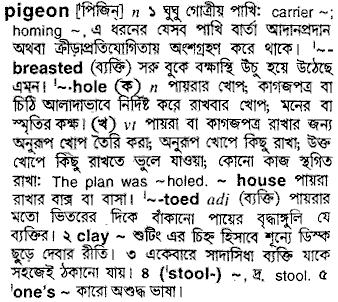 pigeon [পিজিন্] n ১ ঘুঘু গোত্রীয় পাখি: carrier ~;
homing ~, এ ধরনের যেসব পাখি বার্তা আদানপ্রদান
অথবা ক্রীড়াপ্রতিযোগিতায় অংশগ্রহণ করে থাকে। '~-
breasted (ব্যক্তি) সরু বুকে বক্ষাস্থি উঁচু হয়ে উঠেছে
এমন। '~-hole (ক) n পায়রার খোপ; কাগজপত্র বা
চিঠি আলাদাভাবে নির্দিষ্ট করে রাখবার খোপ; মনের বা
স্মৃতির কক্ষ। (খ) vt পায়রা বা কাগজপত্র রাখার জন্য
অনুরূপ খোপ তৈরি করা; অনুরূপ খোপে কিছু রাখা; উক্ত
খোপে কিছু রাখতে ভুলে যাওয়া; কোনো কাজ স্থগিত
রাখা: The plan was ~holed. ~ house পায়রা
রাখার বাক্স বা বাসা। '~-toed adj (ব্যক্তি) পায়রার
মতো ভিতরের দিকে বাঁকানো পায়ের বৃদ্ধাঙ্গুলি যে
ব্যক্তির। ২ clay ~ শুটিং এর চিহ্ন হিসাবে শূন্যে ডিস্ক
ছুড়ে দেবার রীতি। ৩ একেবারে সাদাসিধা ব্যক্তি যাকে
সহজেই ঠকানো যায়। ৪ ('stool-) ~, দ্র. stool. ৫
'one's ~ কারো অশুদ্ধ ভাষা।